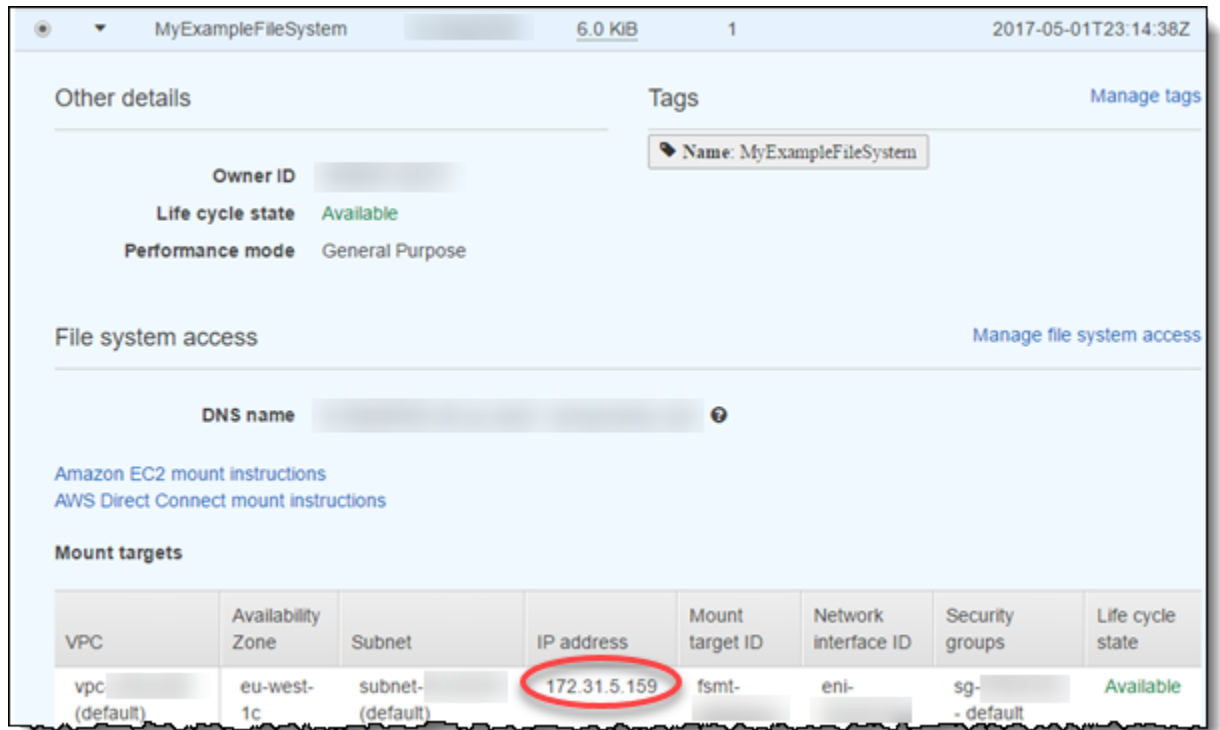 MyExampleFileSystem 6.0 KiB 1 2017-05-01T23:14:38Z
Other details
Tags
Manage tags
Name: MyExampleFileSystem
Owner ID
Life cycle state Available
Performance mode General Purpose
File system access
Manage file system access
DNS name
Amazon EC2 mount instructions
AWS Direct Connect mount instructions
Mount targets
VPC
Availability
Zone
Subnet
IP address
Mount
target ID
Network
interface ID
Security
groups
Life cycle
state
vpc-
(default)
eu-west-
1c
subnet-
(default)
172.31.5.159
fsmt-
eni-
sg-
- default
Available